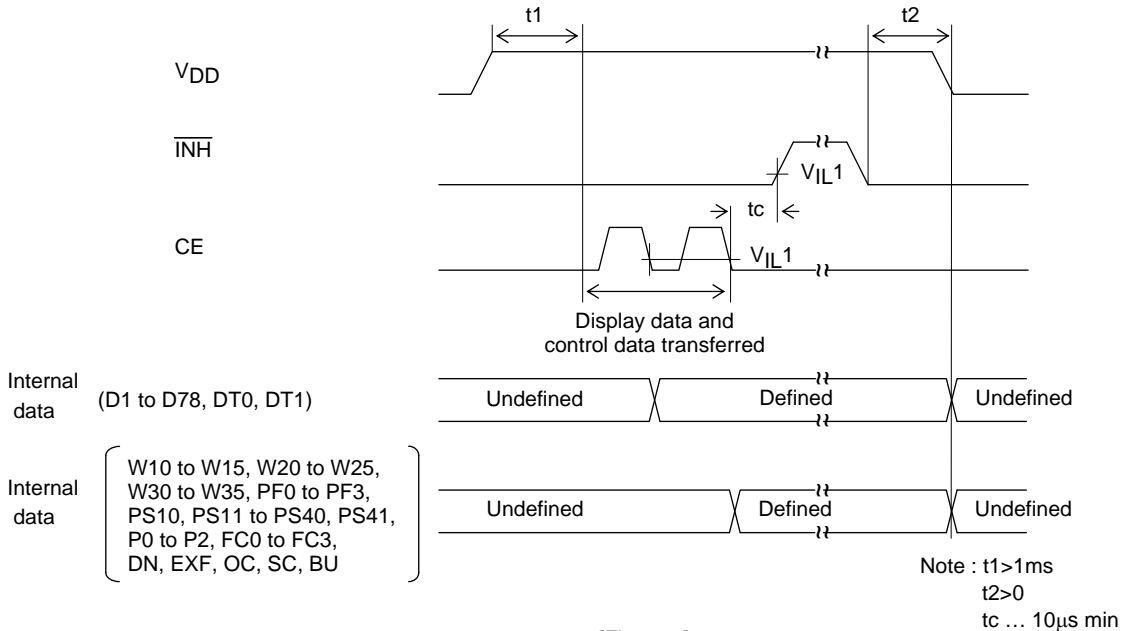 t1
t2
VDD
INH
VIL1
tc
CE
VIL1
Display data and
control data transferred
Internal
data
(D1 to D78, DT0, DT1)
Undefined
Defined
Undefined
Internal
data
W10 to W15, W20 to W25,
W30 to W35, PF0 to PF3,
PS10, PS11 to PS40, PS41,
P0 to P2, FC0 to FC3,
DN, EXF, OC, SC, BU
Undefined
Defined
Undefined
Note : t1>1ms
t2>0
tc … 10μs min